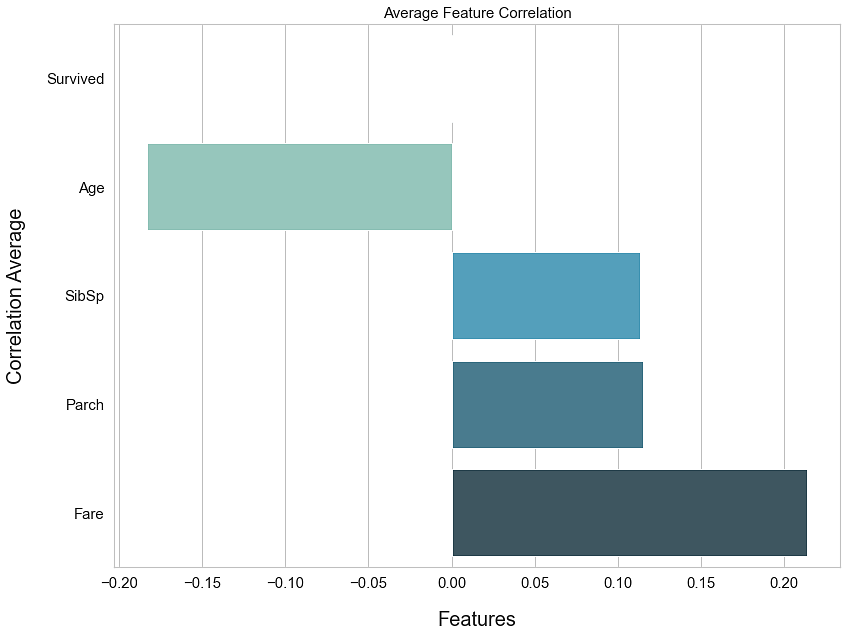 Average Feature Correlation
Survived
Age
SibSp
Parch
Fare
Correlation Average
−0.20 −0.15 −0.10 −0.05 0.00 0.05 0.10 0.15 0.20
Features